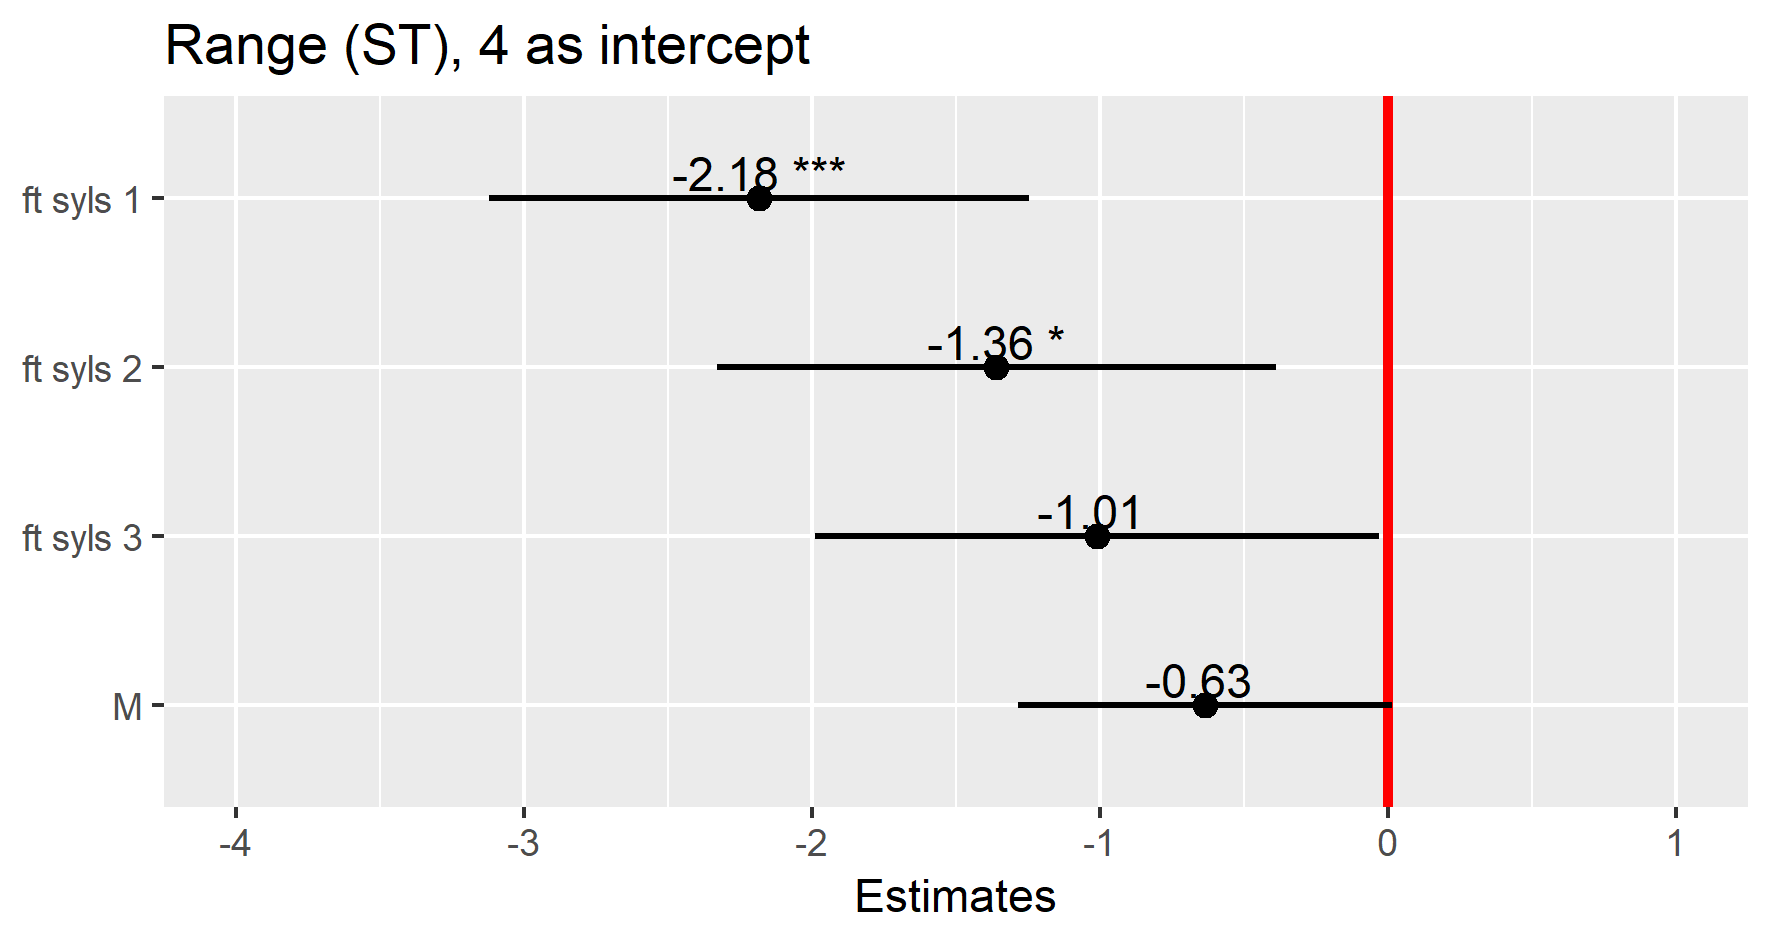 Range (ST), 4 as intercept
ft syls 1
-2.18 ***
ft syls 2
-1.36 *
ft syls 3
-1.01
M
-0.63
-4
-3
-2
-1
0
1
Estimates